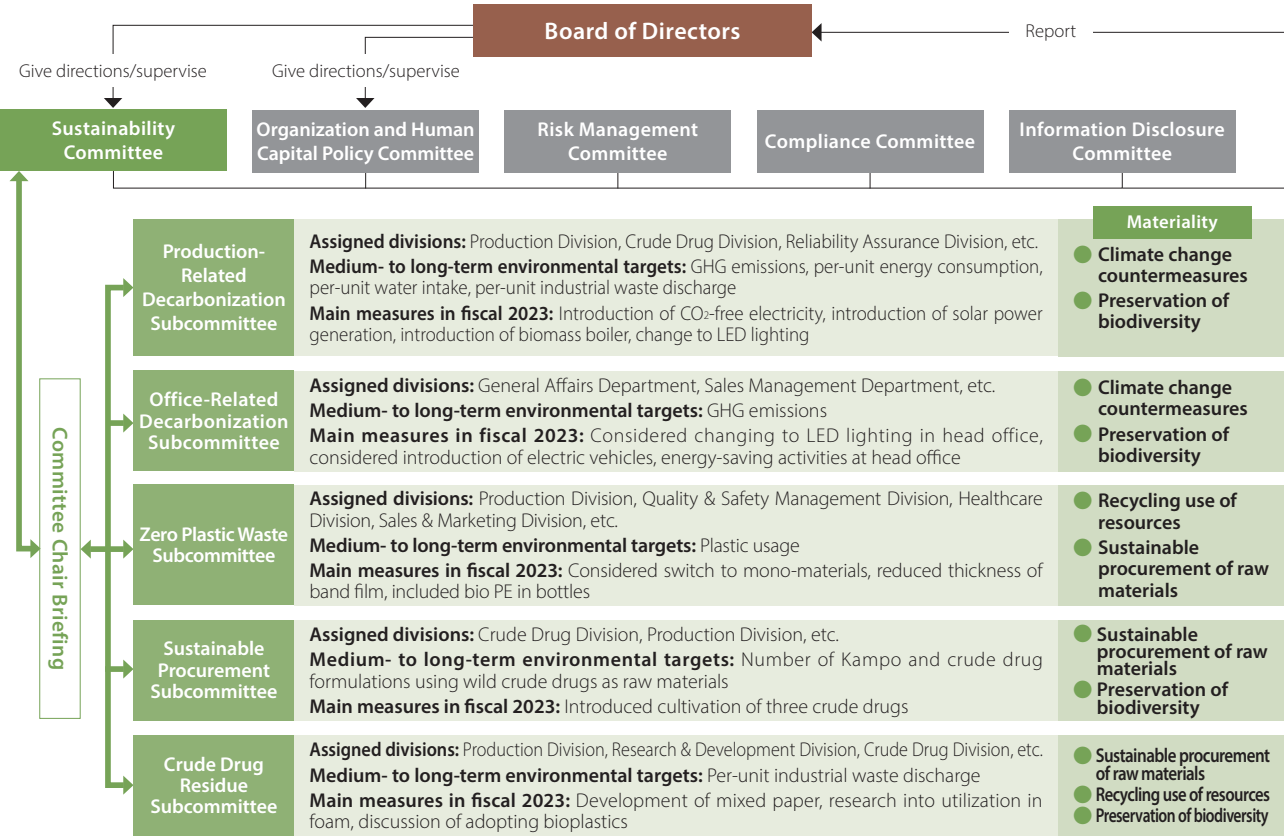 Board of Directors
Report
Give directions/supervise
Give directions/supervise
Sustainability
Committee
Organization and Human
Capital Policy Committee
Risk Management
Committee
Compliance Committee
Information Disclosure
Committee
Committee Chair Briefing
Materiality
Production-
Related
Decarbonization
Subcommittee
Assigned divisions: Production Division, Crude Drug Division, Reliability Assurance Division, etc.
Medium- to long-term environmental targets: GHG emissions, per-unit energy consumption,
per-unit water intake, per-unit industrial waste discharge
Main measures in fiscal 2023: Introduction of CO2-free electricity, introduction of solar power
generation, introduction of biomass boiler, change to LED lighting
Climate change
countermeasures
Preservation of
biodiversity
Office-Related
Decarbonization
Subcommittee
Assigned divisions: General Affairs Department, Sales Management Department, etc.
Medium- to long-term environmental targets: GHG emissions
Main measures in fiscal 2023: Considered changing to LED lighting in head office,
considered introduction of electric vehicles, energy-saving activities at head office
Climate change
countermeasures
Preservation of
biodiversity
Zero Plastic Waste
Subcommittee
Assigned divisions: Production Division, Quality & Safety Management Division, Healthcare
Division, Sales & Marketing Division, etc.
Medium- to long-term environmental targets: Plastic usage
Main measures in fiscal 2023: Considered switch to mono-materials, reduced thickness of
band film, included bio PE in bottles
Recycling use of
resources
Sustainable
procurement of raw
materials
Sustainable
Procurement
Subcommittee
Assigned divisions: Crude Drug Division, Production Division, etc.
Medium- to long-term environmental targets: Number of Kampo and crude drug
formulations using wild crude drugs as raw materials
Main measures in fiscal 2023: Introduced cultivation of three crude drugs
Sustainable
procurement of raw
materials
Preservation of
biodiversity
Crude Drug
Residue
Subcommittee
Assigned divisions: Production Division, Research & Development Division, Crude Drug Division, etc.
Medium- to long-term environmental targets: Per-unit industrial waste discharge
Main measures in fiscal 2023: Development of mixed paper, research into utilization in
foam, discussion of adopting bioplastics
Sustainable procurement
of raw materials
Recycling use of resources
Preservation of biodiversity